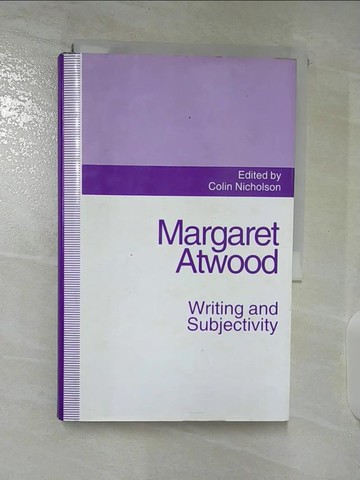 Edited by
Colin Nicholson
Margaret
Atwood
Writing and
Subjectivity